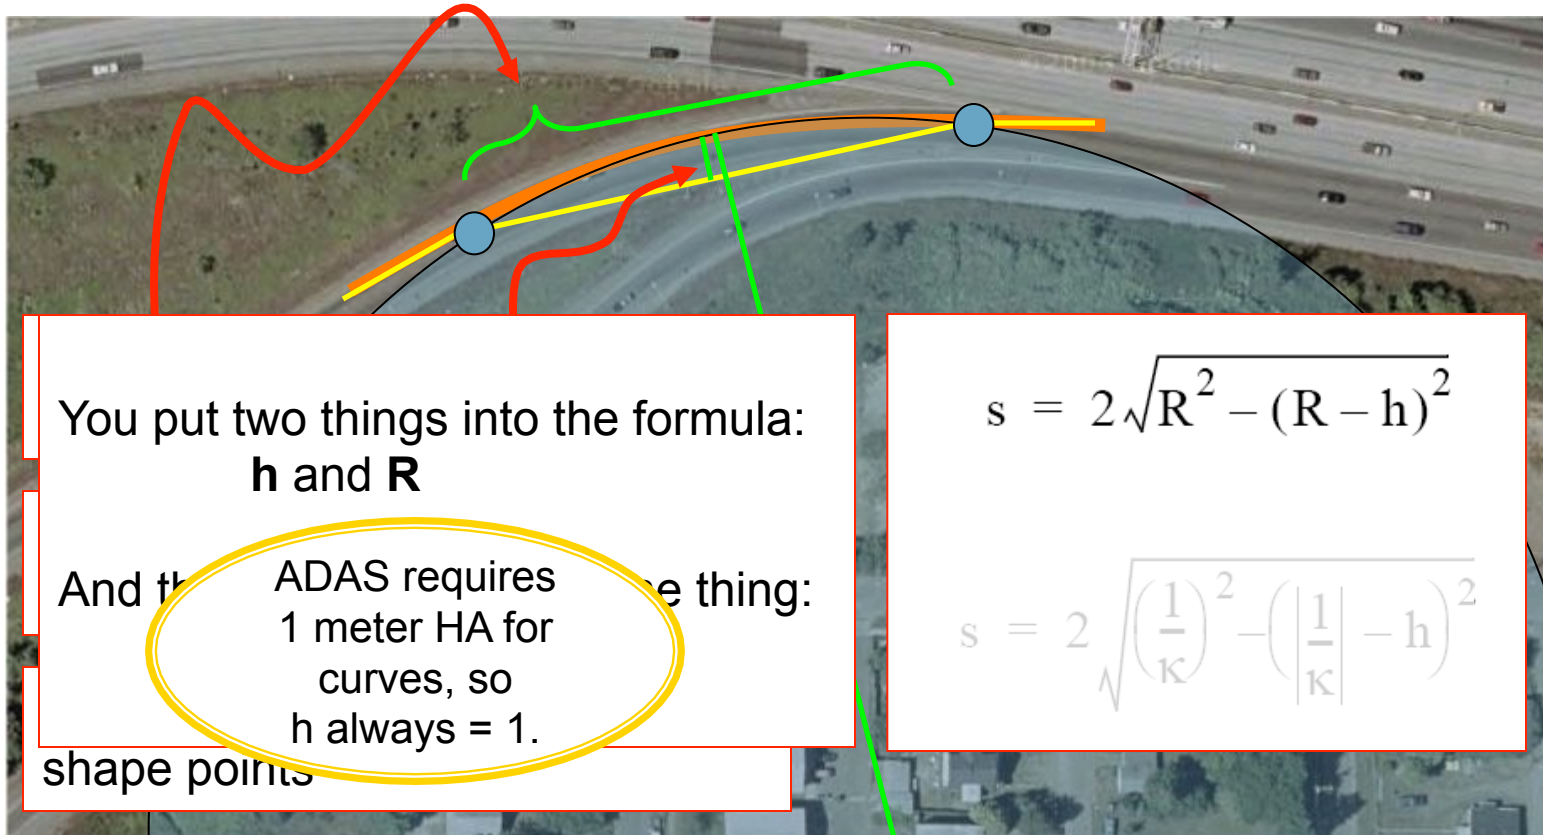 You put two things into the formula:
h and R
And th
e thing:
ADAS requires
1 meter HA for
curves, so
h always = 1.
shape points
s = 2√R² – (R – h)²
s = 2√(1/κ)² –(|1/κ| – h)²